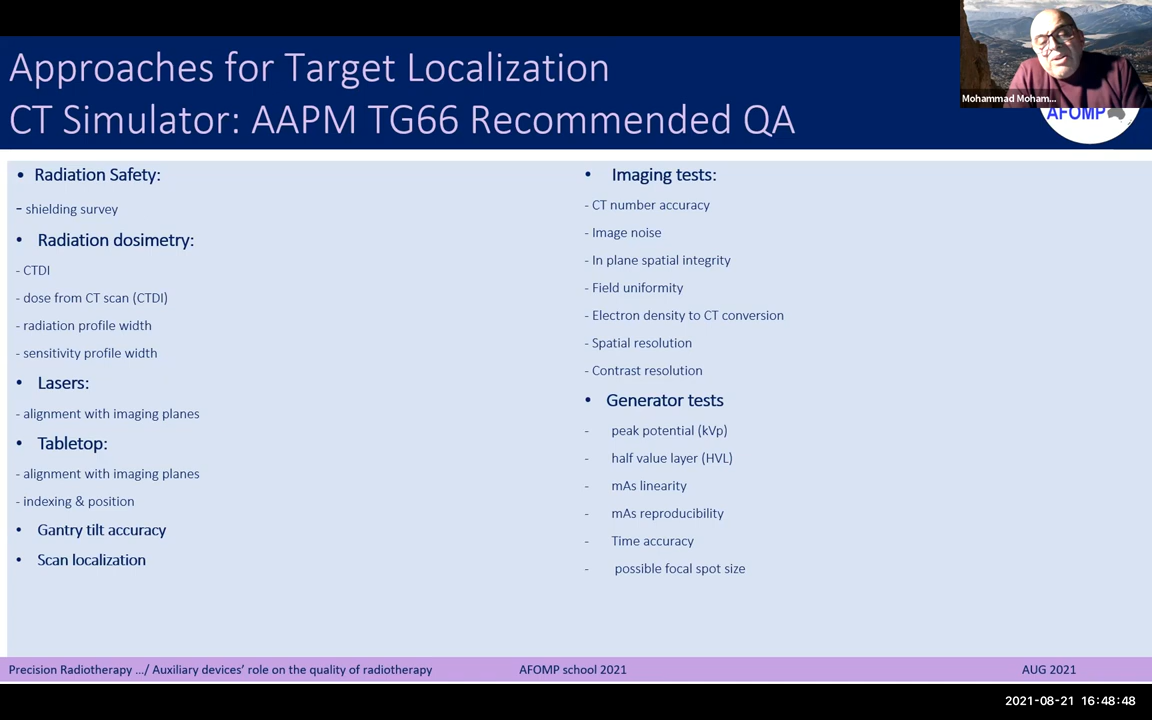 Approaches for Target Localization
CT Simulator: AAPM TG66 Recommended QA
Mohammad Moham...
AFOMP
• Radiation Safety:
- shielding survey
• Radiation dosimetry:
- CTDI
- dose from CT scan (CTDI)
- radiation profile width
- sensitivity profile width
• Lasers:
- alignment with imaging planes
• Tabletop:
- alignment with imaging planes
- indexing & position
• Gantry tilt accuracy
• Scan localization
• Imaging tests:
- CT number accuracy
- Image noise
- In plane spatial integrity
- Field uniformity
- Electron density to CT conversion
- Spatial resolution
- Contrast resolution
• Generator tests
- peak potential (kVp)
- half value layer (HVL)
- mAs linearity
- mAs reproducibility
- Time accuracy
- possible focal spot size
Precision Radiotherapy .../ Auxiliary devices' role on the quality of radiotherapy AFOMP school 2021 AUG 2021
2021-08-21 16:48:48